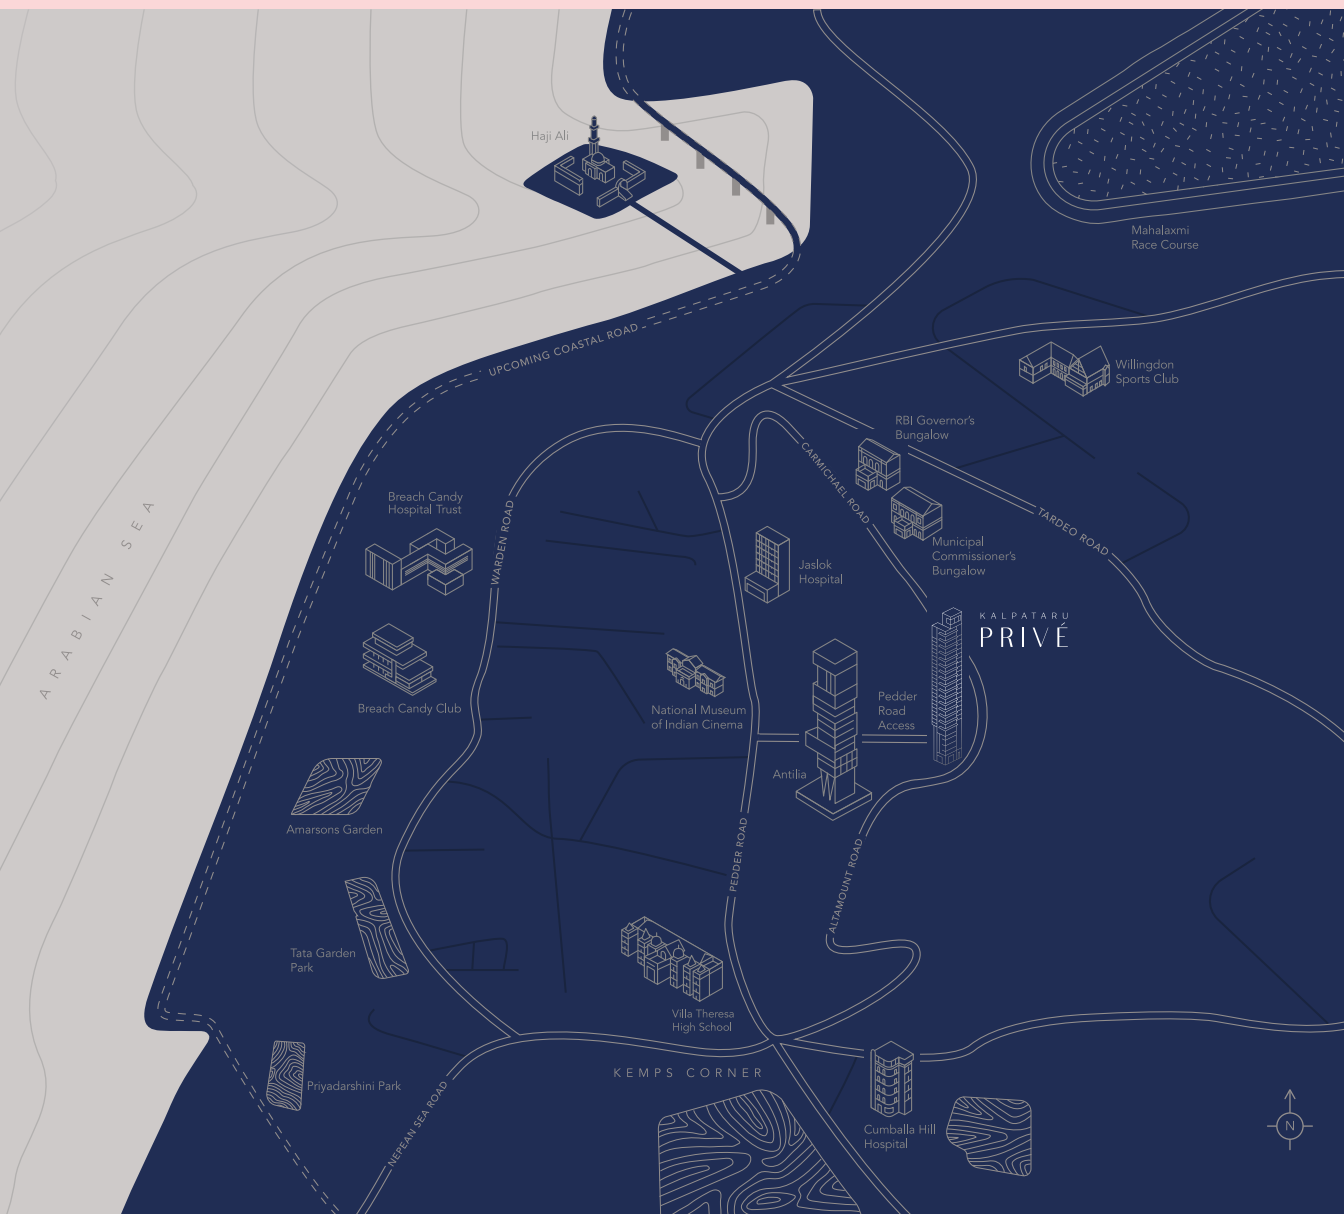 Haji Ali
Mahalaxmi
Race Course
UPCOMING COASTAL ROAD
Willingdon
Sports Club
RBI Governor's
Bungalow
CARMICHAEL ROAD
Breach Candy
Hospital Trust
WARDEN ROAD
TARDEO ROAD
Municipal
Commissioner's
Bungalow
Jaslok
Hospital
ARABIAN SEA
KALPATARU
PRIVÉ
Breach Candy Club
National Museum
of Indian Cinema
Pedder
Road
Access
Antilia
Amarsons Garden
PEDDER ROAD
ALTAMOUNT ROAD
Tata Garden
Park
Villa Theresa
High School
KEMPS CORNER
Priyadarshini Park
NEPEAN SEA ROAD
Cumballa Hill
Hospital
N